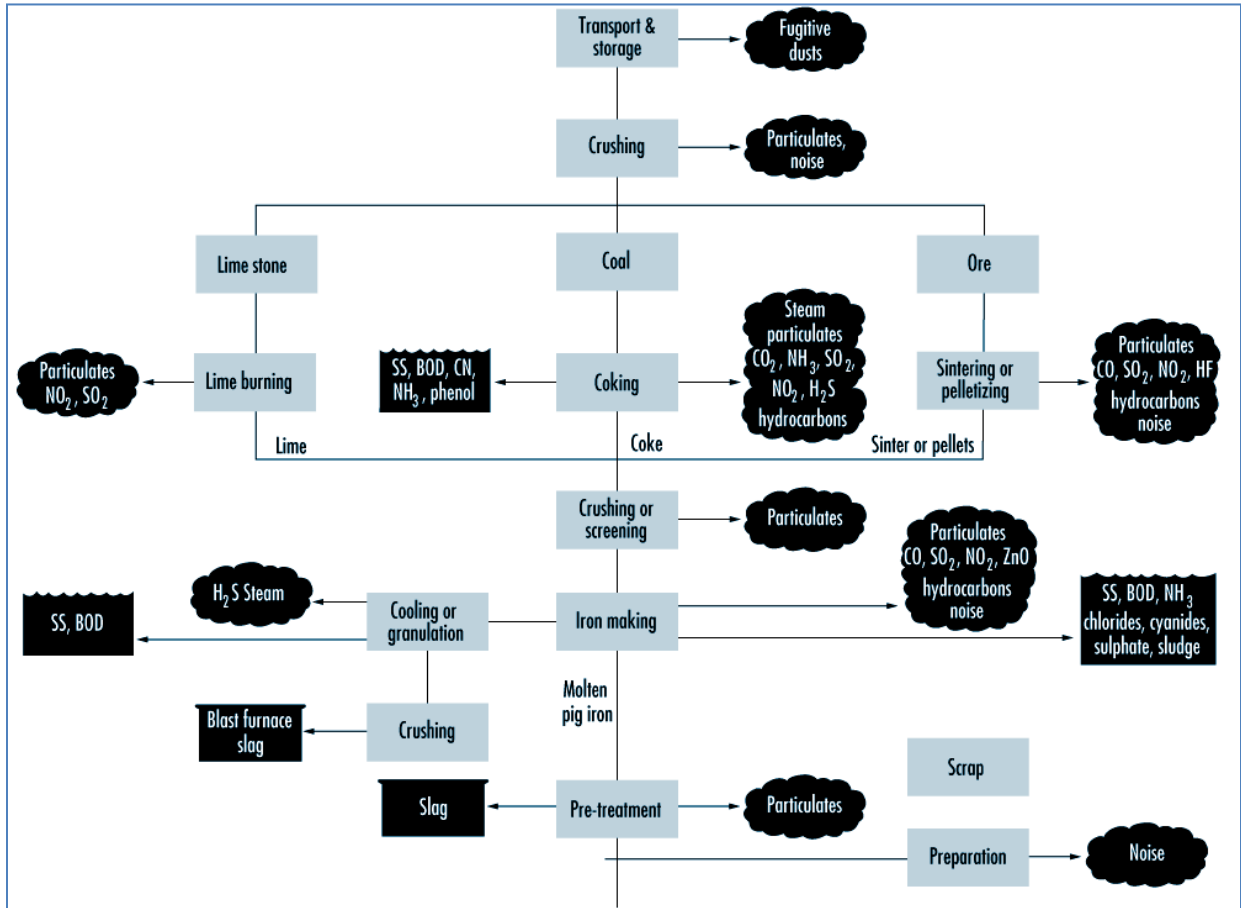 Transport &
storage
Fugitive
dusts
Crushing
Particulates,
noise
Lime stone
Coal
Ore
Particulates
NO₂, SO₂
Lime burning
SS, BOD, CN,
NH₃, phenol
Coking
Steam
particulates
CO₂, NH₃, SO₂,
NO₂, H₂S
hydrocarbons
Sintering or
pelletizing
Particulates
CO, SO₂, NO₂, HF
hydrocarbons
noise
Lime
Coke
Sinter or pellets
Crushing or
screening
Particulates
Particulates
CO, SO₂, NO₂, ZnO
hydrocarbons
noise
SS, BOD
H₂S Steam
Cooling or
granulation
Iron making
SS, BOD, NH₃
chlorides, cyanides,
sulphate, sludge
Molten
pig iron
Blast furnace
slag
Crushing
Scrap
Slag
Pre-treatment
Particulates
Preparation
Noise